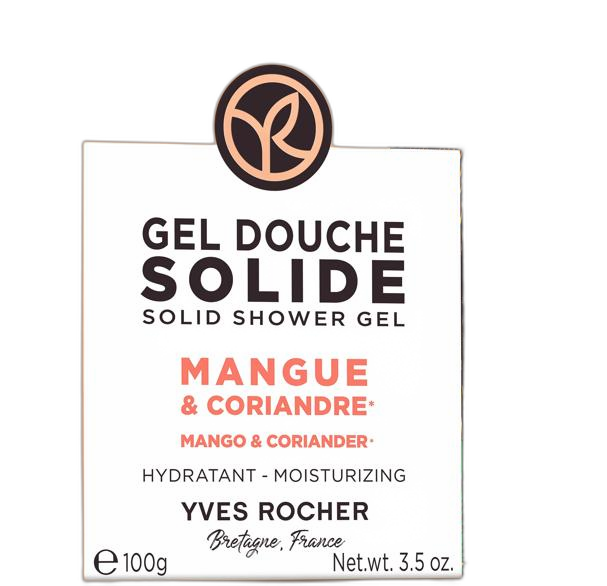 GEL DOUCHE
SOLIDE
SOLID SHOWER GEL
MANGUE
& CORIANDRE*
MANGO & CORIANDER*
HYDRATANT - MOISTURIZING
YVES ROCHER
Bretagne, France
℮ 100g Net.wt. 3.5 oz.